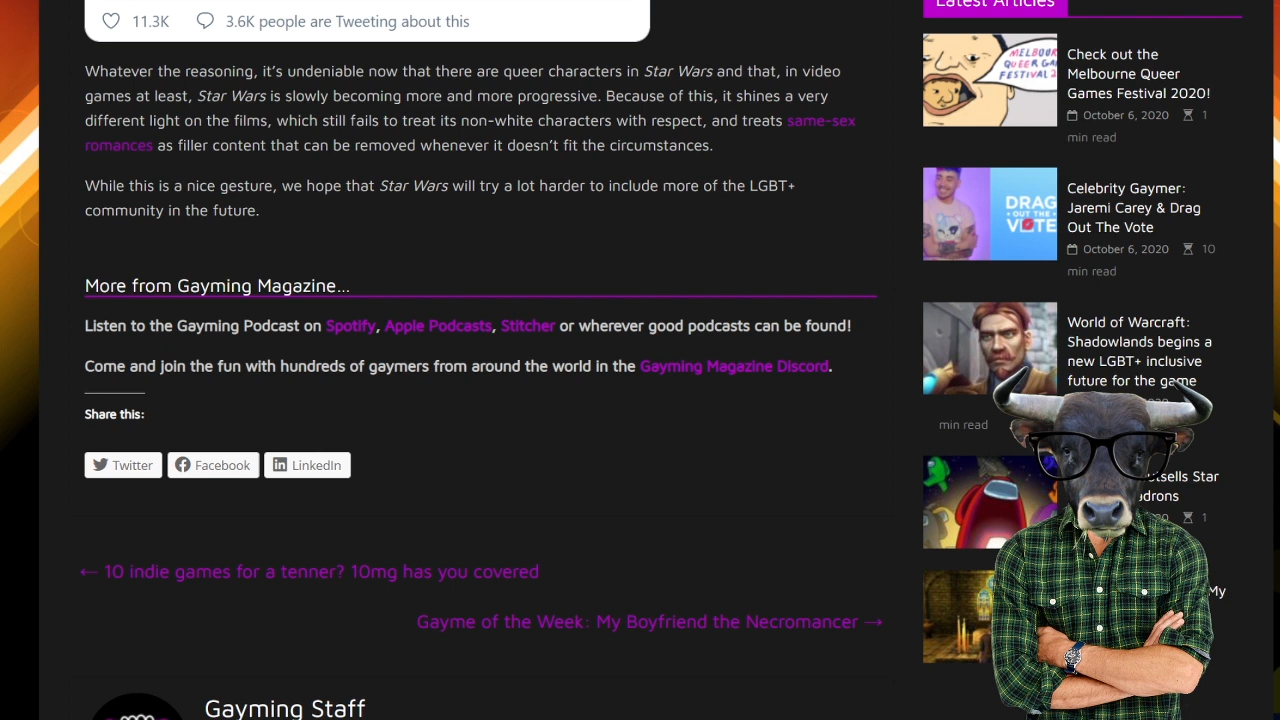 11.3K 3.6K people are Tweeting about this
Whatever the reasoning, it's undeniable now that there are queer characters in Star Wars and that, in video
games at least, Star Wars is slowly becoming more and more progressive. Because of this, it shines a very
different light on the films, which still fails to treat its non-white characters with respect, and treats same-sex
romances as filler content that can be removed whenever it doesn't fit the circumstances.
While this is a nice gesture, we hope that Star Wars will try a lot harder to include more of the LGBT+
community in the future.
More from Gayming Magazine...
Listen to the Gayming Podcast on Spotify, Apple Podcasts, Stitcher or wherever good podcasts can be found!
Come and join the fun with hundreds of gaymers from around the world in the Gayming Magazine Discord.
Share this:
Twitter Facebook LinkedIn
← 10 indie games for a tenner? 10mg has you covered
Gayme of the Week: My Boyfriend the Necromancer →
Gayming Staff
Latest Articles
Check out the
Melbourne Queer
Games Festival 2020!
October 6, 2020 1
min read
DRAG
OUT THE
VOTE
Celebrity Gaymer:
Jaremi Carey & Drag
Out The Vote
October 6, 2020 10
min read
World of Warcraft:
Shadowlands begins a
new LGBT+ inclusive
future for the game
min read
Star
1
My